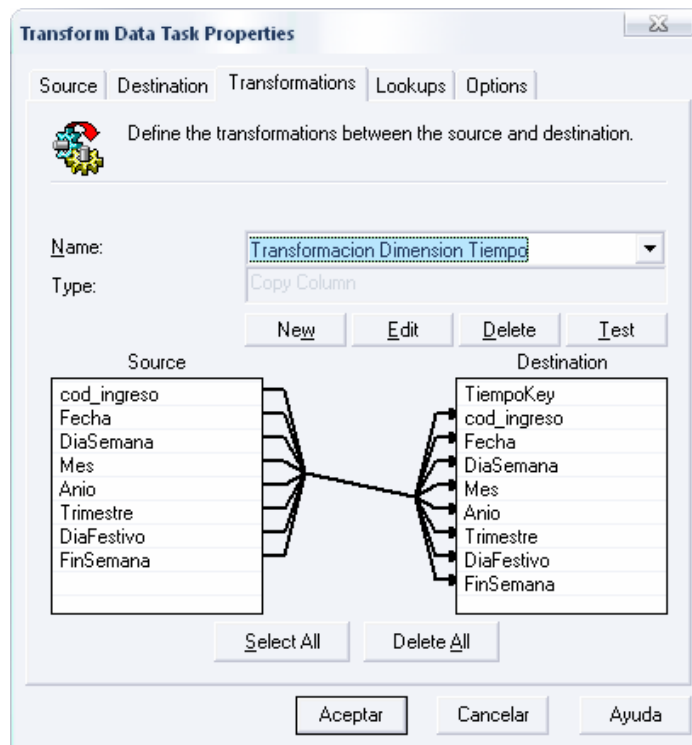 Transform Data Task Properties
Source Destination Transformations Lookups Options
Define the transformations between the source and destination.
Name: Transformacion Dimension Tiempo
Type: Copy Column
New Edit Delete Test
Source Destination
cod_ingreso TiempoKey
Fecha cod_ingreso
DiaSemana Fecha
Mes DiaSemana
Anio Mes
Trimestre Anio
DiaFestivo Trimestre
FinSemana DiaFestivo
FinSemana
Select All Delete All
Aceptar Cancelar Ayuda